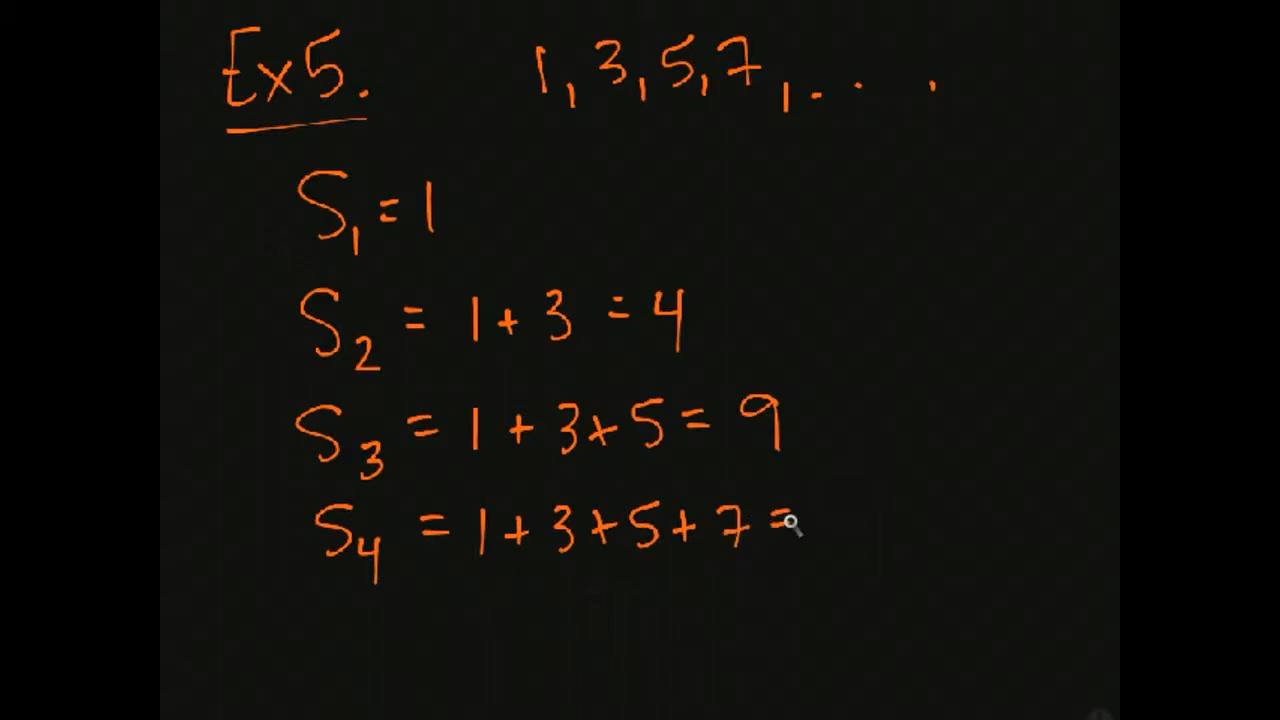 Ex5. 1, 3, 5, 7, . . .
S₁ = 1
S₂ = 1 + 3 = 4
S₃ = 1 + 3 + 5 = 9
S₄ = 1 + 3 + 5 + 7 =